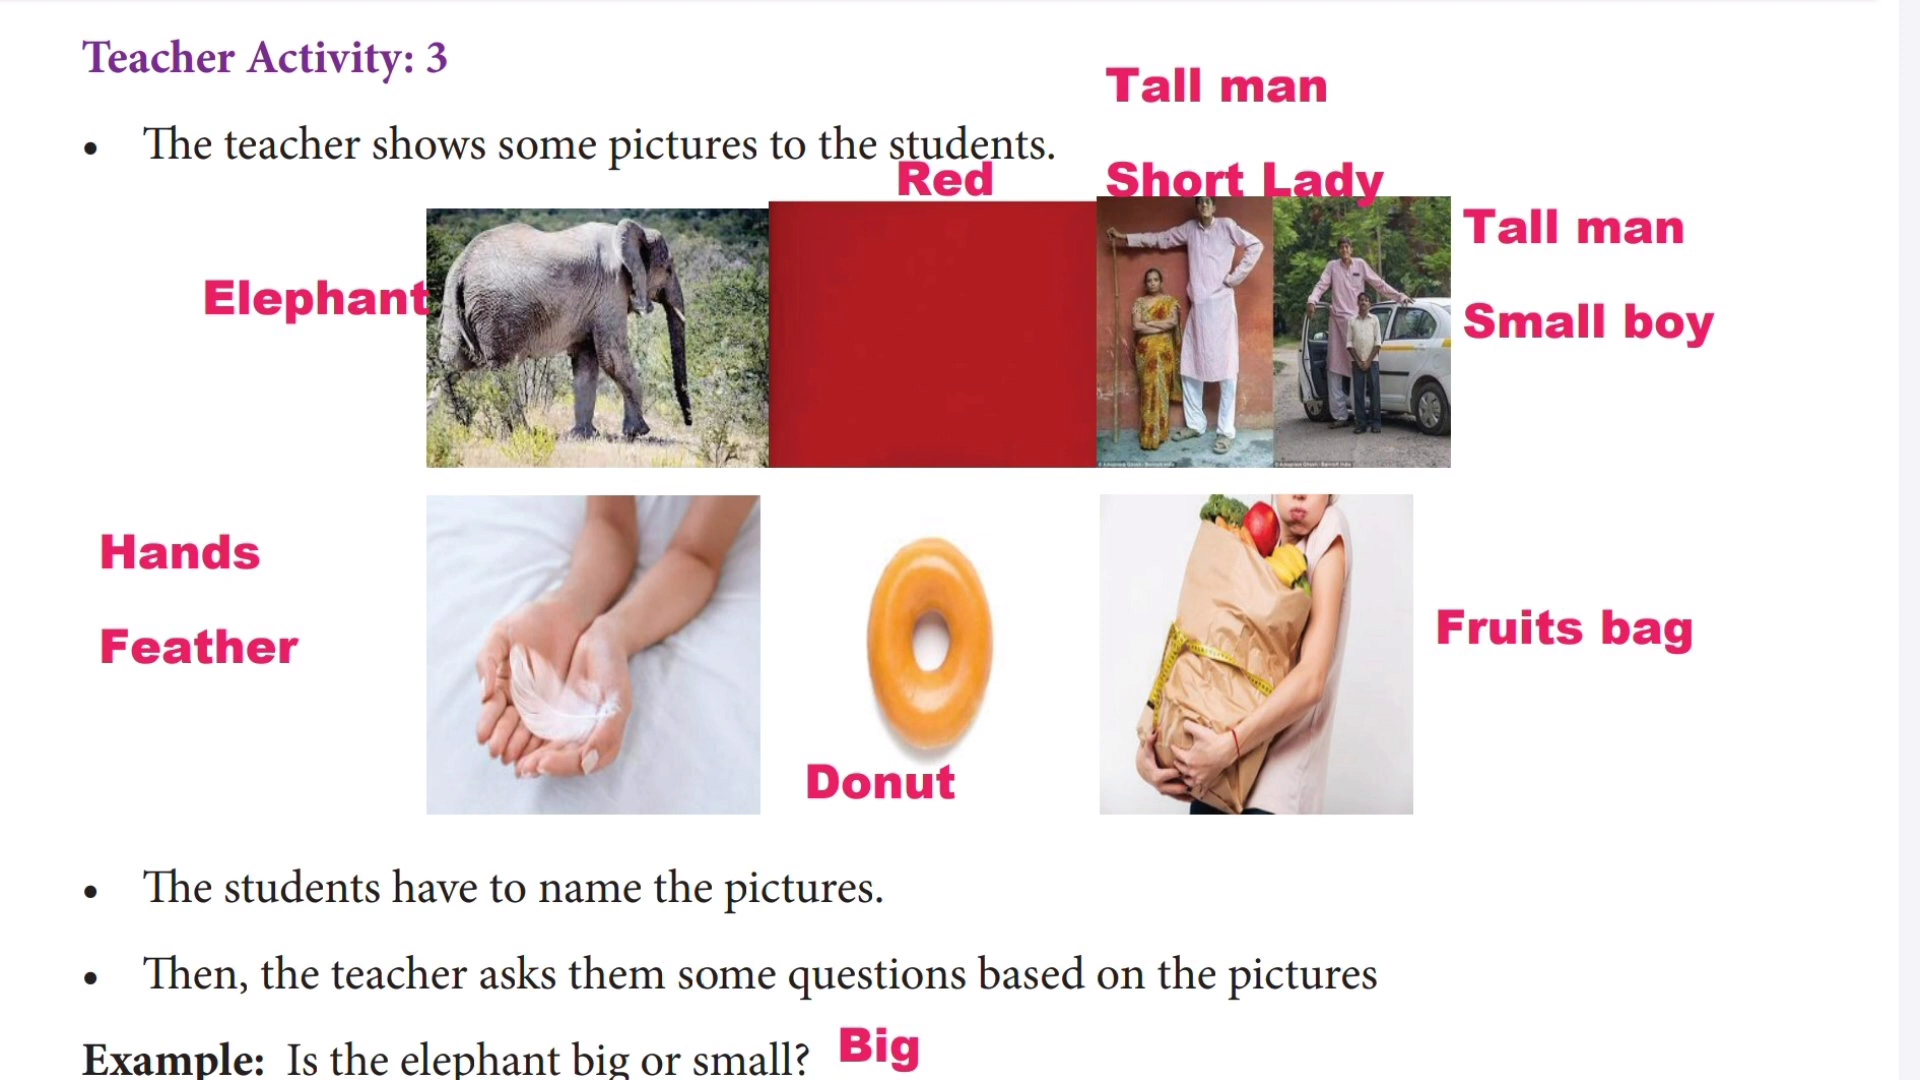 Teacher Activity: 3
Tall man
• The teacher shows some pictures to the students.
Red
Short Lady
Tall man
Elephant
Small boy
Hands
Feather
Fruits bag
Donut
• The students have to name the pictures.
• Then, the teacher asks them some questions based on the pictures
Example: Is the elephant big or small? Big